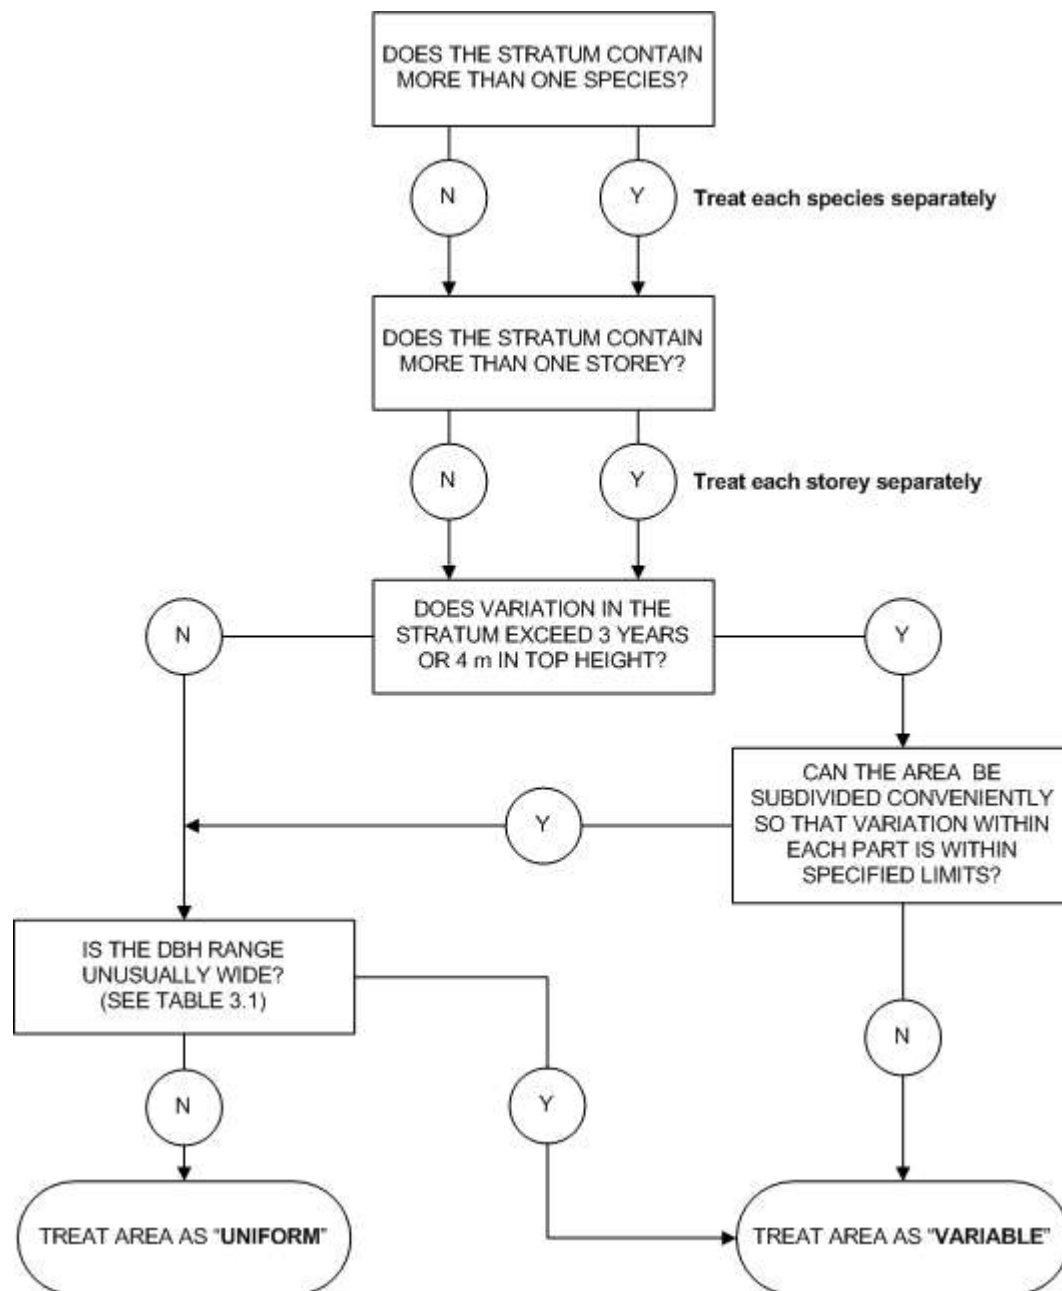 DOES THE STRATUM CONTAIN
MORE THAN ONE SPECIES?
N
Y
Treat each species separately
DOES THE STRATUM CONTAIN
MORE THAN ONE STOREY?
N
Y
Treat each storey separately
DOES VARIATION IN THE
STRATUM EXCEED 3 YEARS
OR 4 m IN TOP HEIGHT?
N
Y
CAN THE AREA BE
SUBDIVIDED CONVENIENTLY
SO THAT VARIATION WITHIN
EACH PART IS WITHIN
SPECIFIED LIMITS?
Y
IS THE DBH RANGE
UNUSUALLY WIDE?
(SEE TABLE 3.1)
N
N
Y
TREAT AREA AS "UNIFORM"
TREAT AREA AS "VARIABLE"